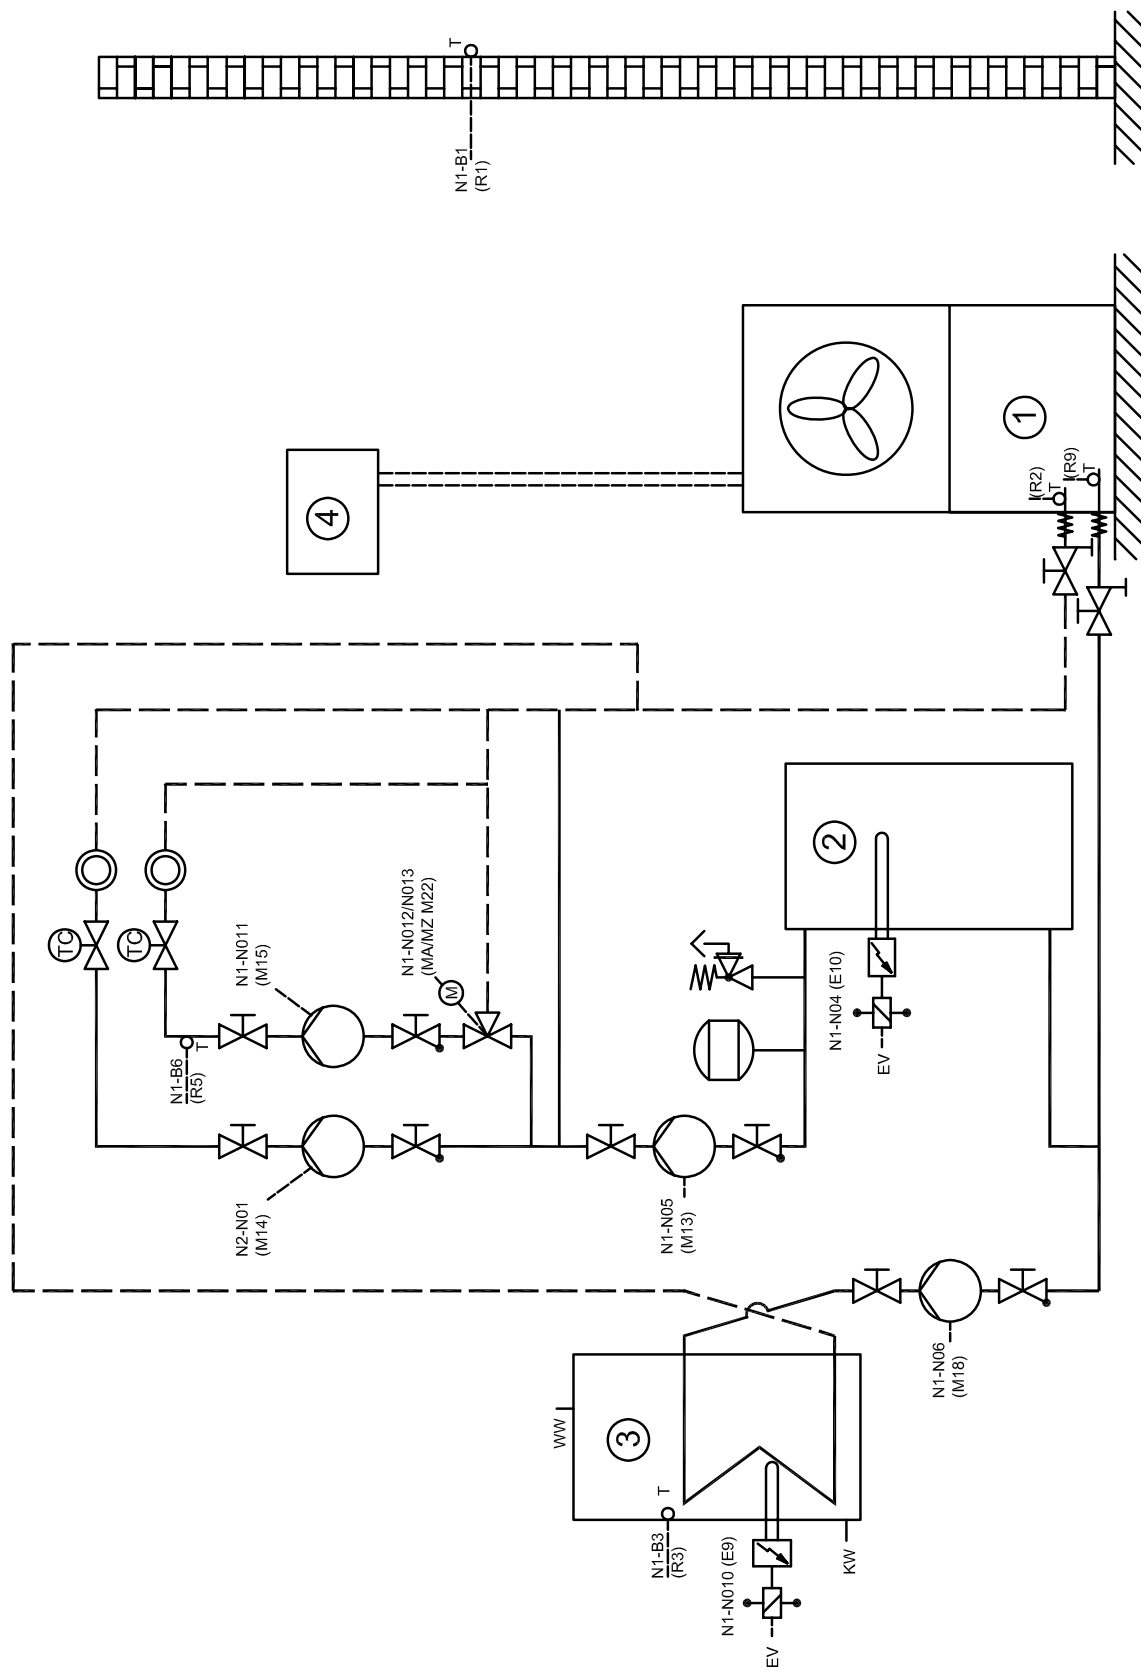 T
N1-B1
(R1)
4
1
(R2)
T
(R9)
T
TC
TC
N1-N011
(M15)
N1-N012/N013
(MA/MZ M22)
M
2
N1-N04 (E10)
EV
T
N1-B6
(R5)
N2-N01
(M14)
N1-N05
(M13)
N1-N06
(M18)
WW
3
T
N1-B3
(R3)
N1-N010 (E9)
KW
EV